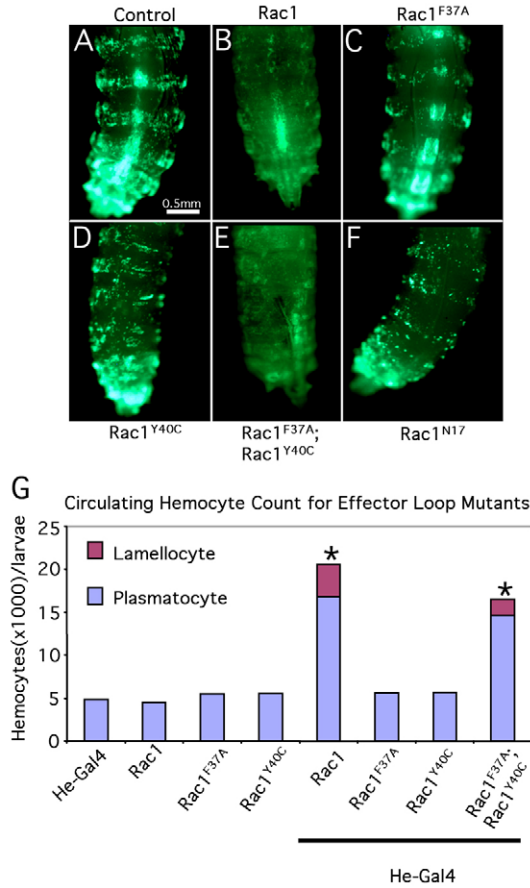 Control Rac1 Rac1F37A
A B C
0.5mm
D E F
Rac1Y40C Rac1F37A; Rac1N17
Rac1Y40C
G
Circulating Hemocyte Count for Effector Loop Mutants
Hemocytes(x1000)/larvae
25
20
15
10
5
0
Lamellocyte
Plasmatocyte
* *
He-Gal4
Rac1
Rac1F37A
Rac1Y40C
Rac1
Rac1F37A
Rac1Y40C
Rac1F37A;
Rac1Y40C
He-Gal4